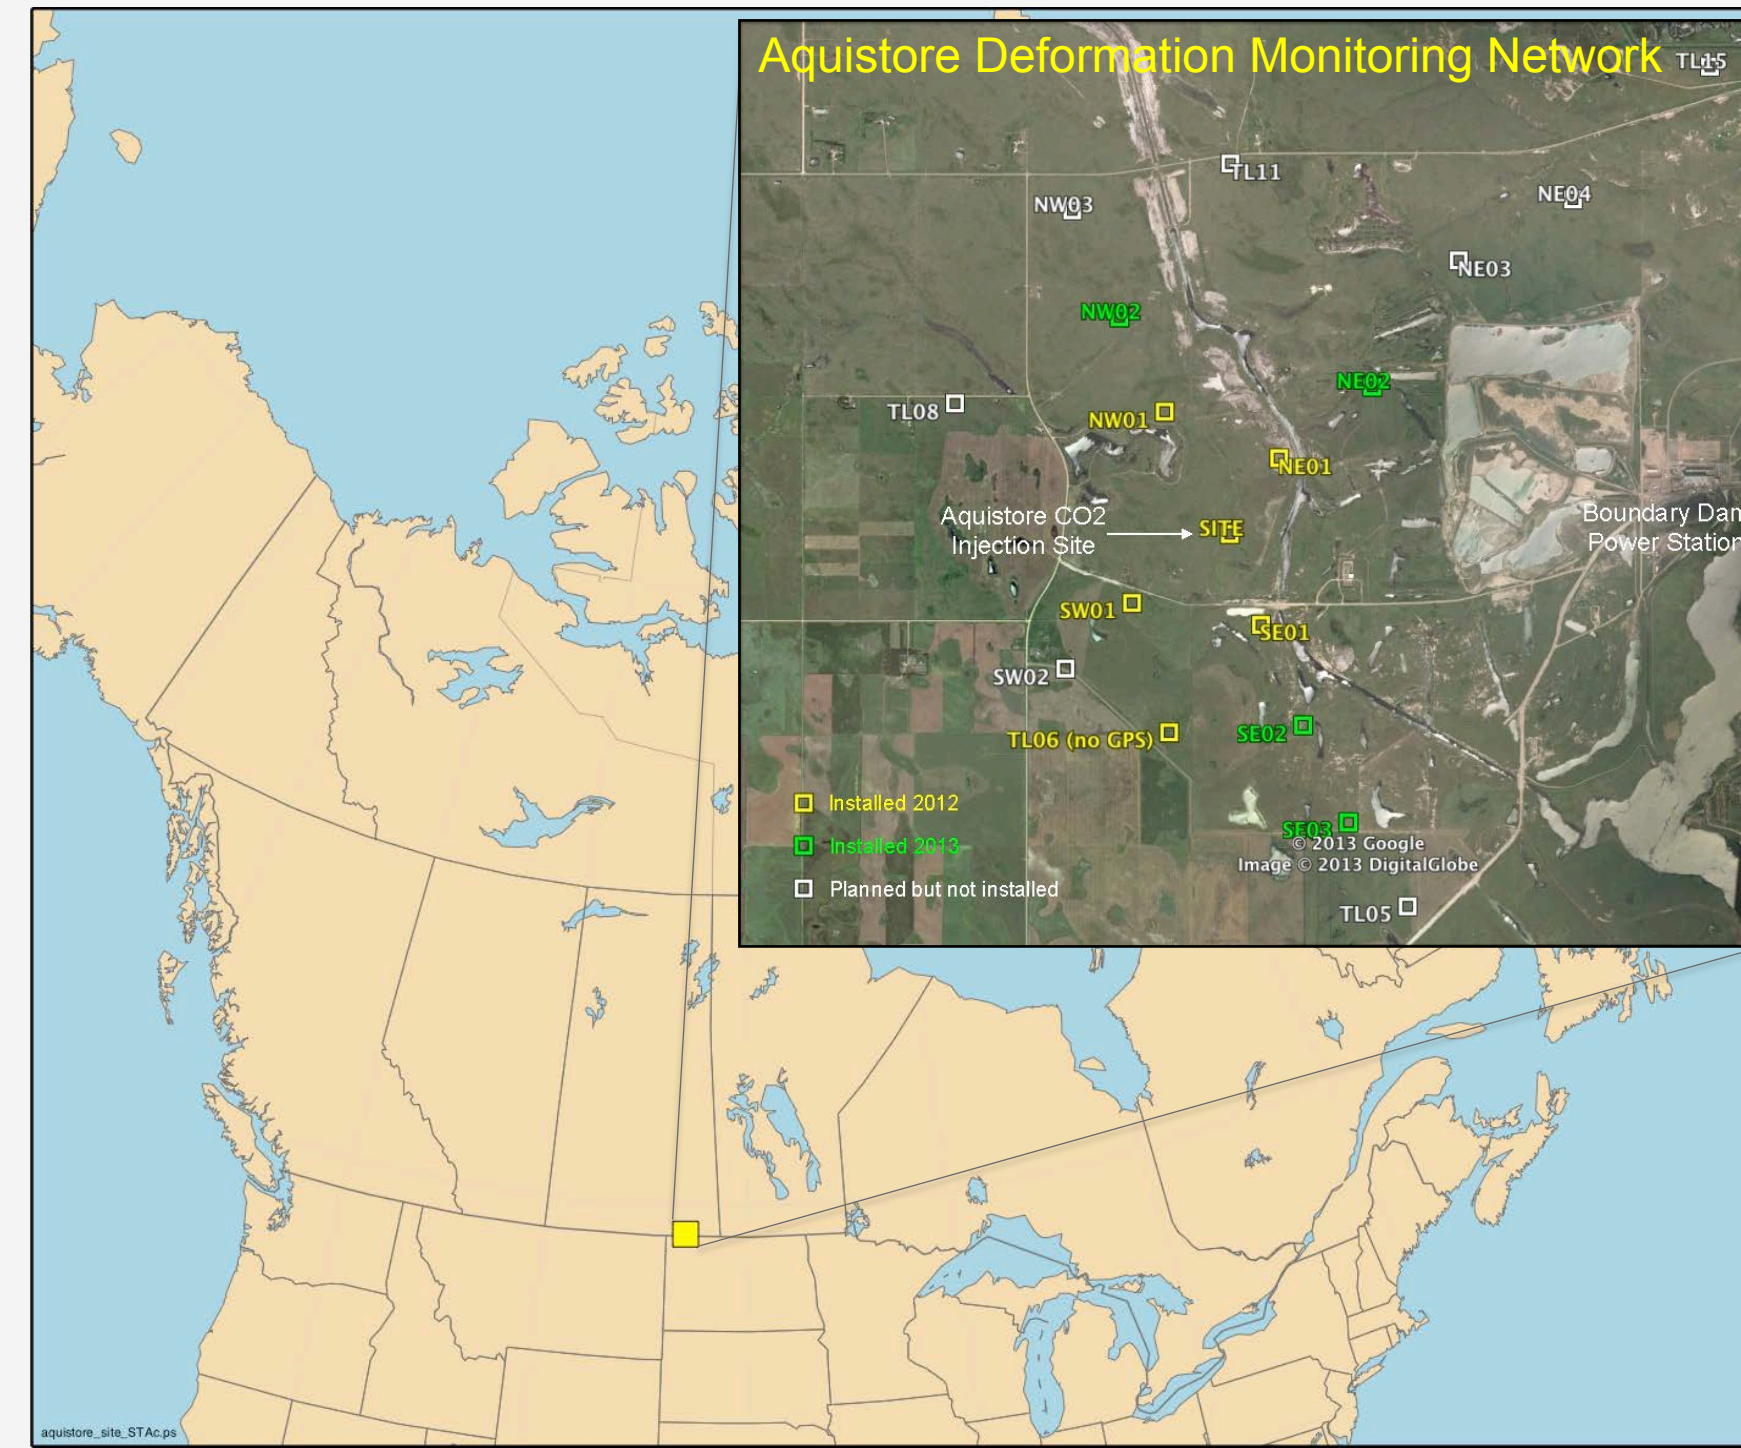 Aquistore Deformation Monitoring Network
TL15
TL11
NW03
NE04
NE03
NW02
NE02
TL08
NW01
NE01
Aquistore CO2
Injection Site
SITE
Boundary Dam
Power Station
SW01
SE01
SW02
TL06 (no GPS)
SE02
Installed 2012
SE03
Installed 2013
© 2013 Google
Image © 2013 DigitalGlobe
Planned but not installed
TL05
aquistore_site_STAc.ps